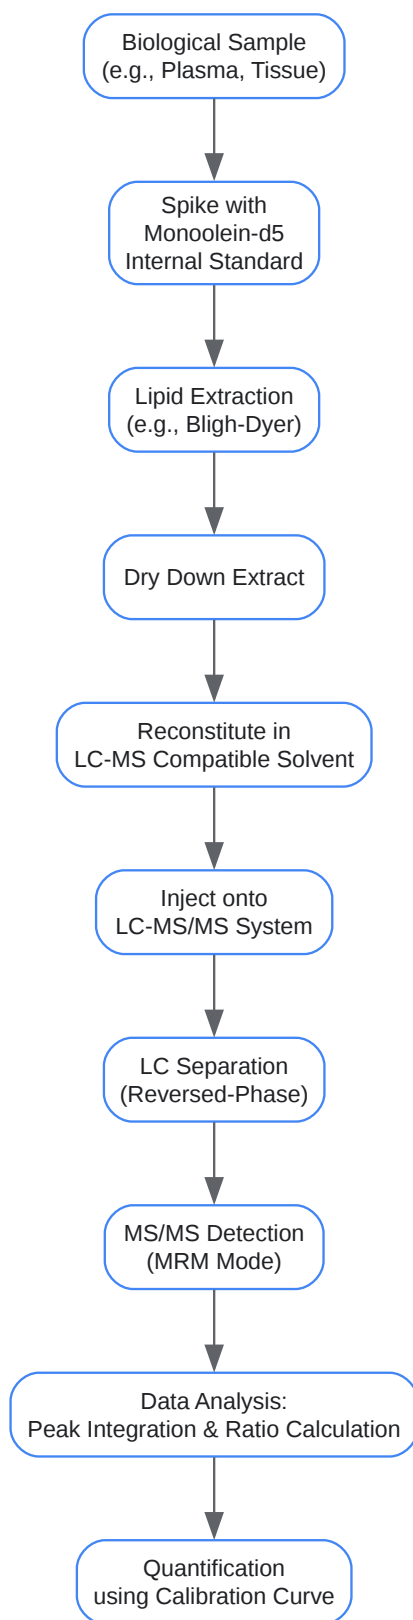 Biological Sample
(e.g., Plasma, Tissue)
Spike with
Monoolein-d5
Internal Standard
Lipid Extraction
(e.g., Bligh-Dyer)
Dry Down Extract
Reconstitute in
LC-MS Compatible Solvent
Inject onto
LC-MS/MS System
LC Separation
(Reversed-Phase)
MS/MS Detection
(MRM Mode)
Data Analysis:
Peak Integration & Ratio Calculation
Quantification
using Calibration Curve